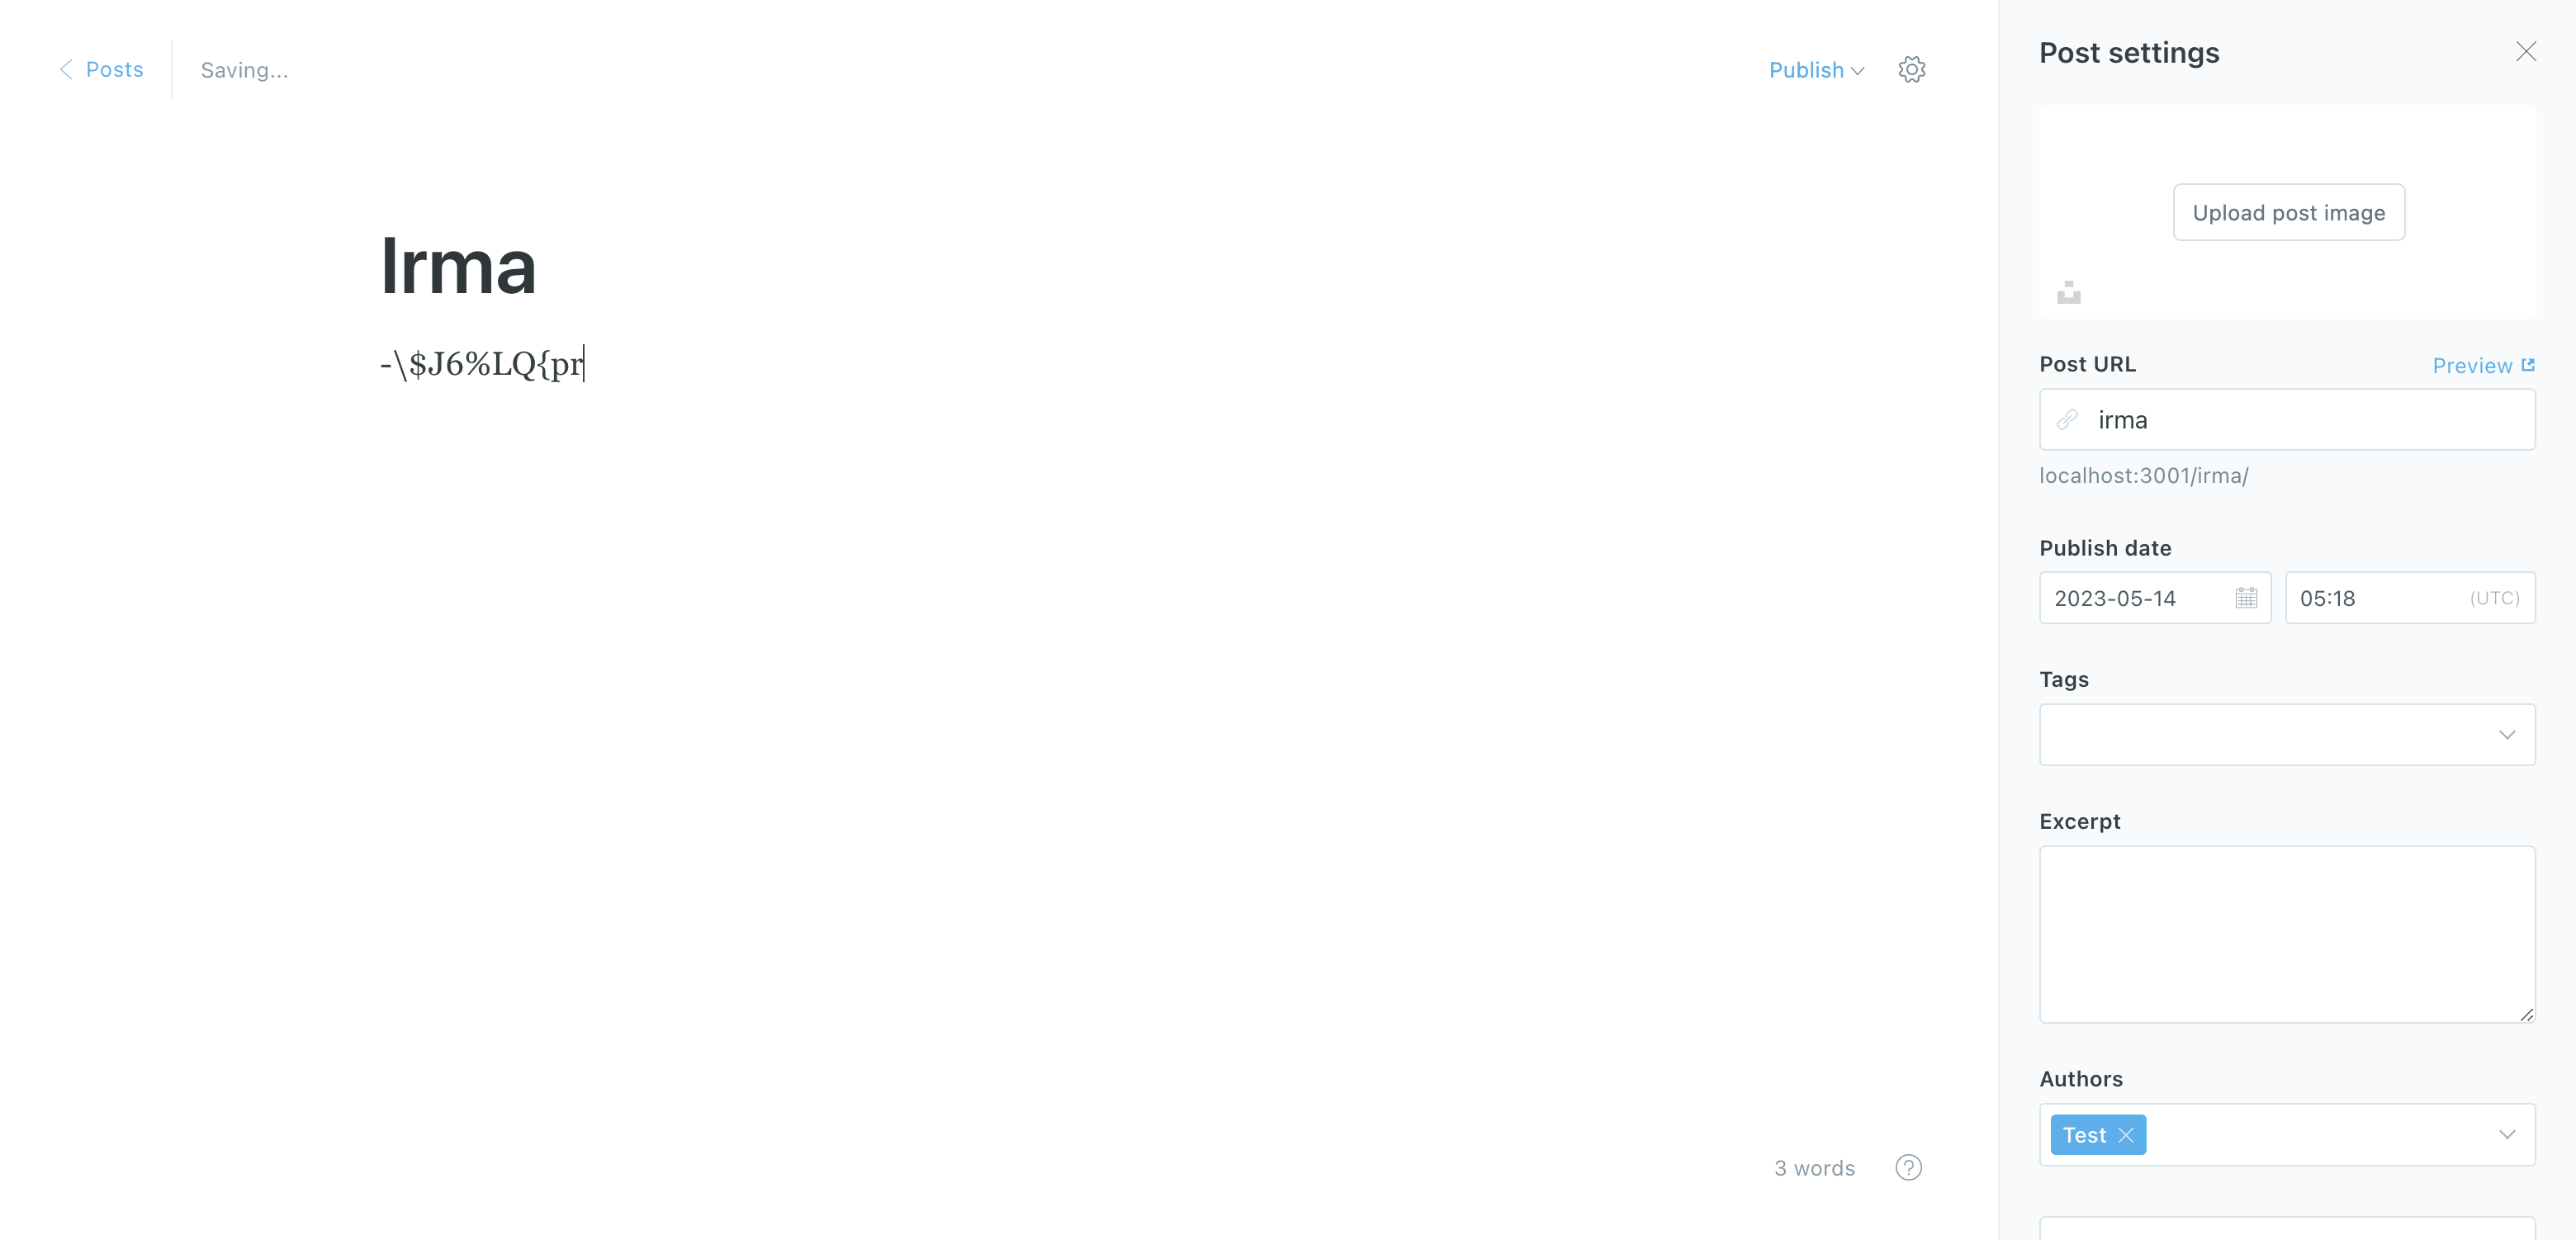 Posts
Saving...
Publish
Irma
-\$J6%LQ{pr
3 words
?
Post settings
Upload post image
Post URL
Preview
irma
localhost:3001/irma/
Publish date
2023-05-14
05:18
(UTC)
Tags
Excerpt
Authors
Test